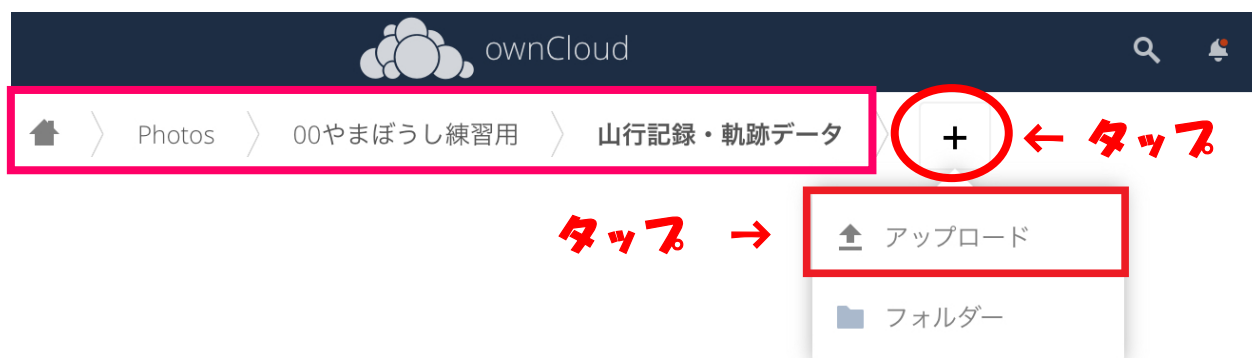 ownCloud
Photos 00やまぼうし練習用 山行記録・軌跡データ + ← タップ
タップ → アップロード
フォルダー